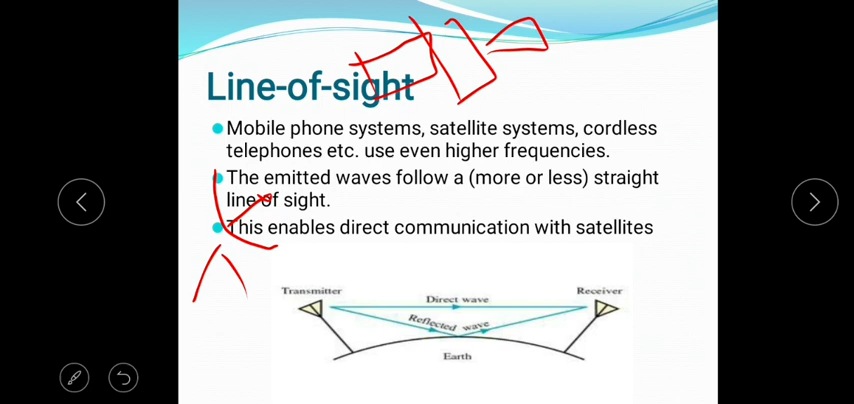 Line-of-sight
Mobile phone systems, satellite systems, cordless
telephones etc. use even higher frequencies.
The emitted waves follow a (more or less) straight
line of sight.
This enables direct communication with satellites
Transmitter
Direct wave
Receiver
Reflected wave
Earth